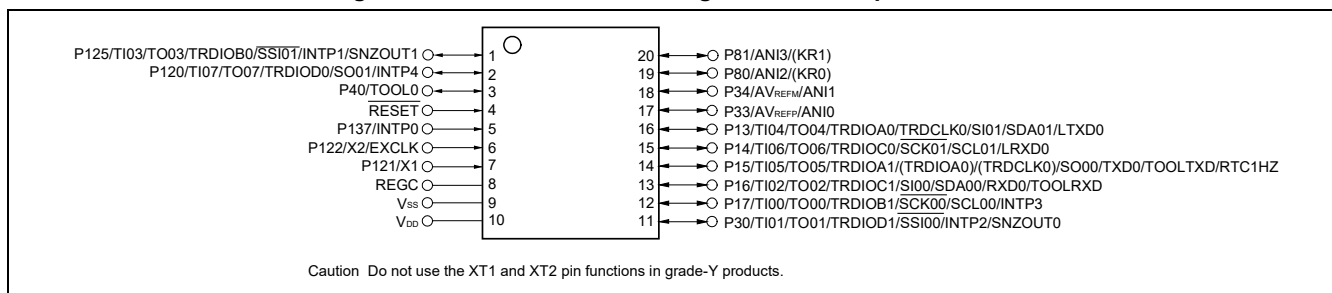 P125/TI03/TO03/TRDIOB0/SSI01/INTP1/SNZOUT1 1
P120/TI07/TO07/TRDIOD0/SO01/INTP4 2
P40/TOOL0 3
RESET 4
P137/INTP0 5
P122/X2/EXCLK 6
P121/X1 7
REGC 8
VSS 9
VDD 10
20 P81/ANI3/(KR1)
19 P80/ANI2/(KR0)
18 P34/AVREFM/ANI1
17 P33/AVREFP/ANI0
16 P13/TI04/TO04/TRDIOA0/TRDCLK0/SI01/SDA01/LTXD0
15 P14/TI06/TO06/TRDIOC0/SCK01/SCL01/LRXD0
14 P15/TI05/TO05/TRDIOA1/(TRDIOA0)/(TRDCLK0)/SO00/TXD0/TOOLTXD/RTC1HZ
13 P16/TI02/TO02/TRDIOC1/SI00/SDA00/RXD0/TOOLRXD
12 P17/TI00/TO00/TRDIOB1/SCK00/SCL00/INTP3
11 P30/TI01/TO01/TRDIOD1/SSI00/INTP2/SNZOUT0
Caution Do not use the XT1 and XT2 pin functions in grade-Y products.